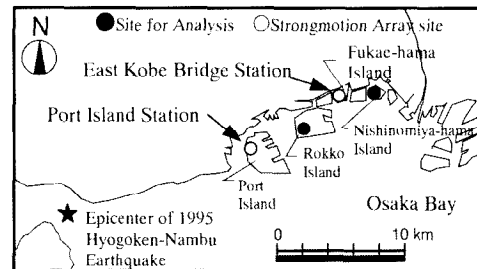 N
Site for Analysis
Strongmotion Array site
Fukae-hama
Island
East Kobe Bridge Station
Port Island Station
Nishinomiya-hama
Island
Rokko
Island
Port
Island
Osaka Bay
Epicenter of 1995
Hyogoken-Nambu
Earthquake
0
10 km